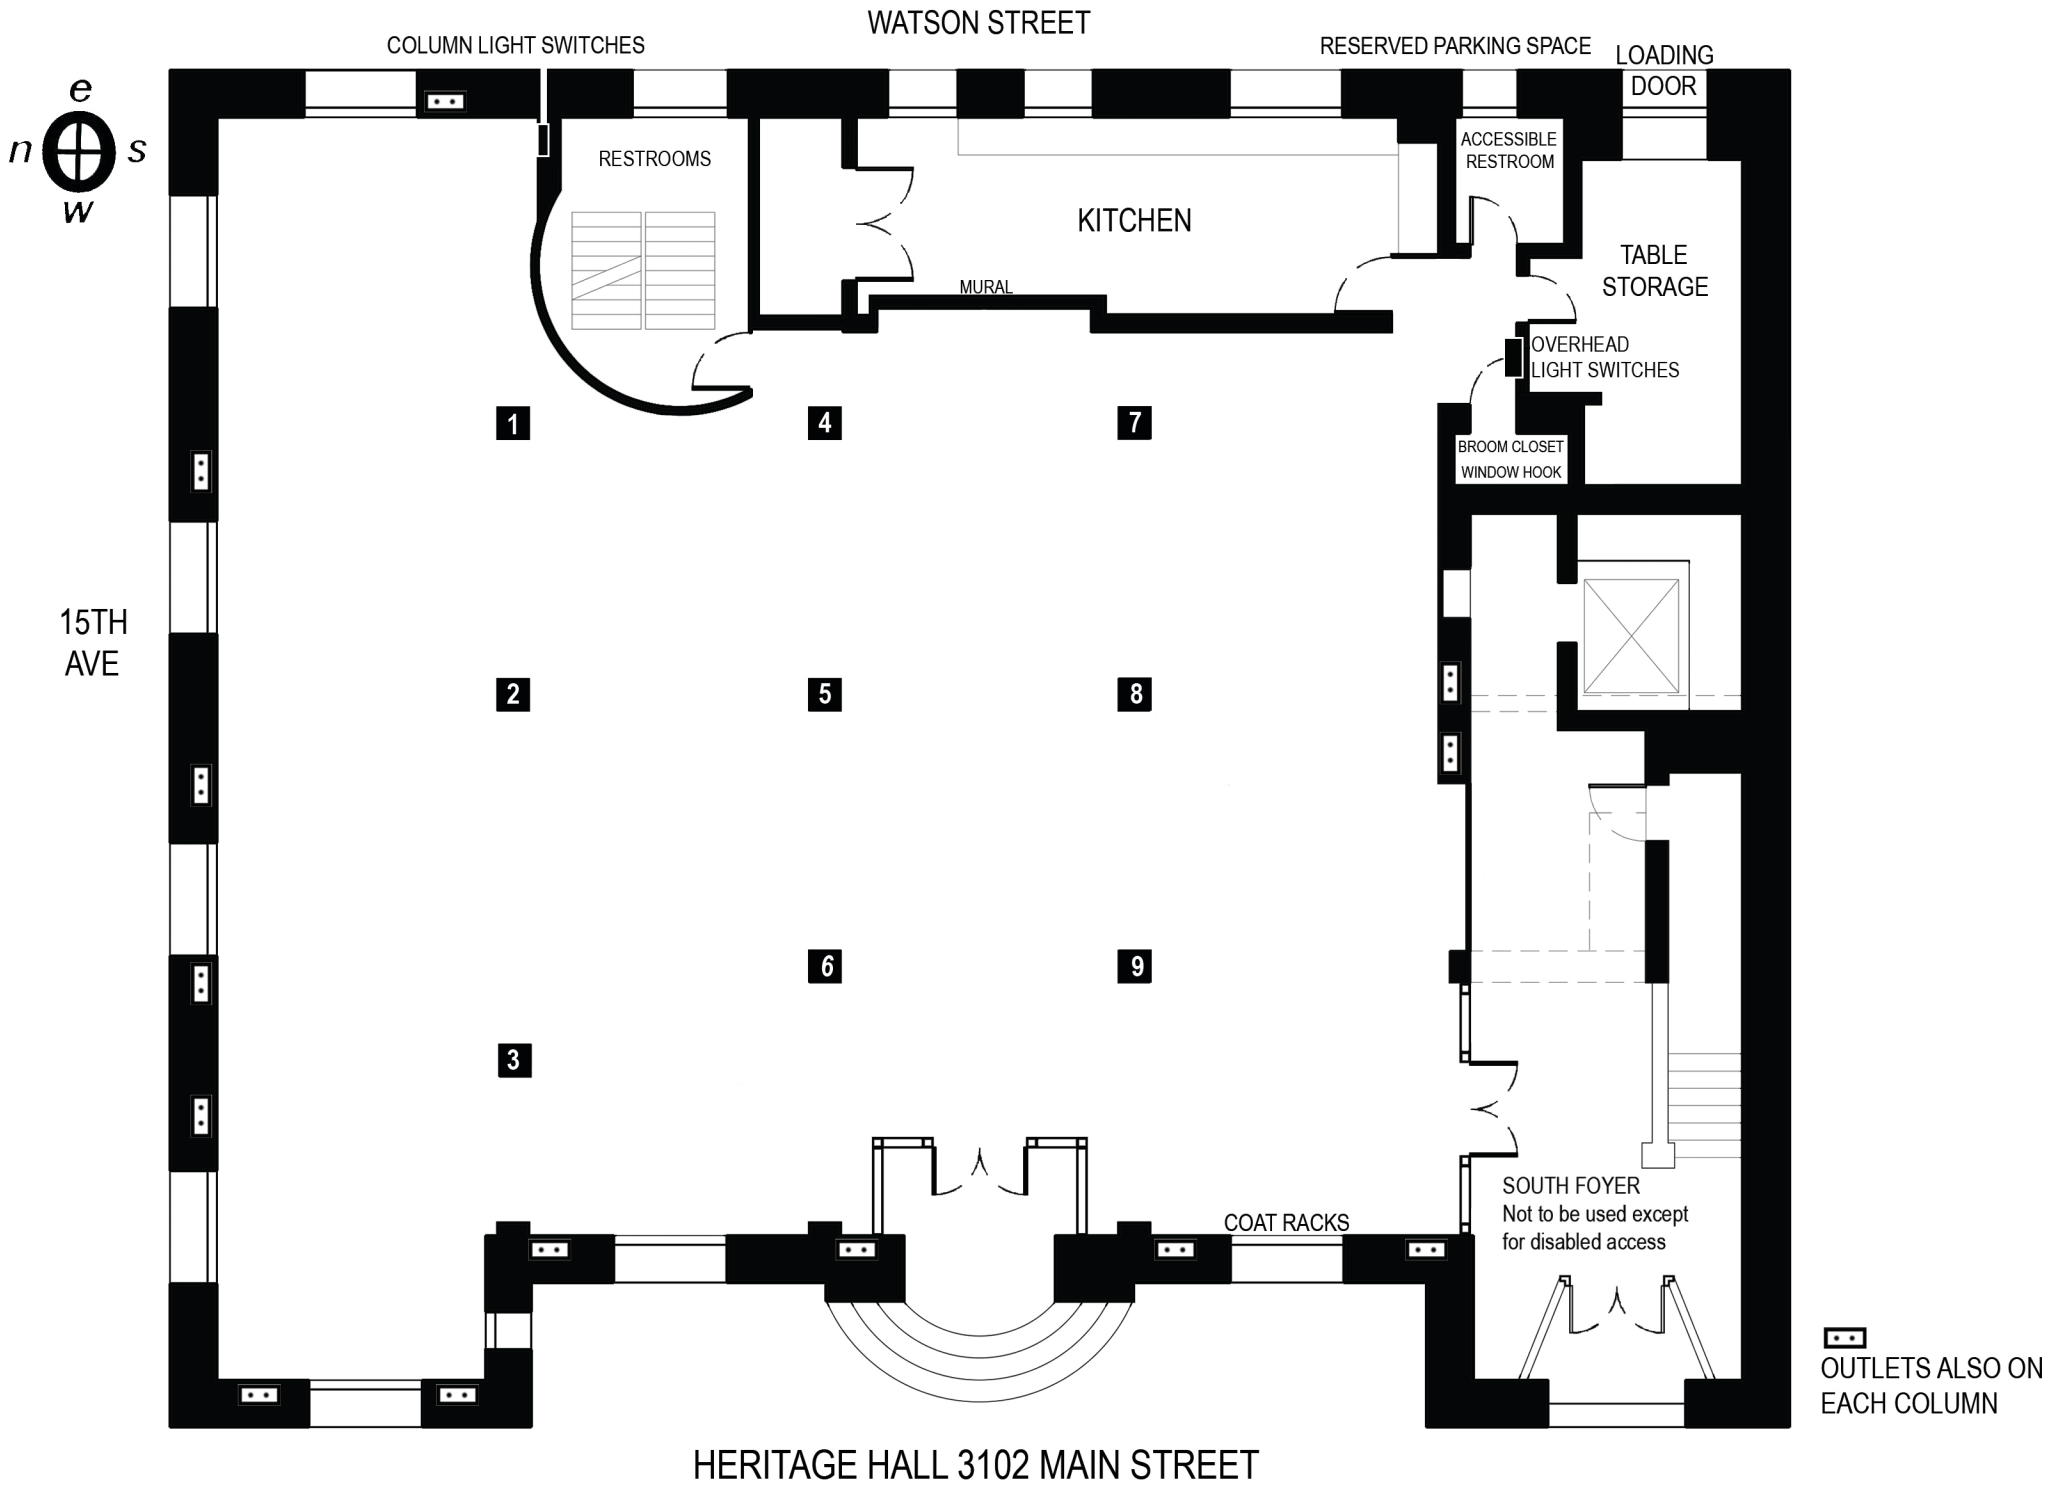 WATSON STREET
COLUMN LIGHT SWITCHES
RESERVED PARKING SPACE
LOADING
DOOR
e
n
s
w
RESTROOMS
ACCESSIBLE
RESTROOM
KITCHEN
MURAL
TABLE
STORAGE
OVERHEAD
LIGHT SWITCHES
1
4
7
BROOM CLOSET
WINDOW HOOK
15TH
AVE
2
5
8
6
9
3
SOUTH FOYER
Not to be used except
for disabled access
COAT RACKS
OUTLETS ALSO ON
EACH COLUMN
HERITAGE HALL 3102 MAIN STREET